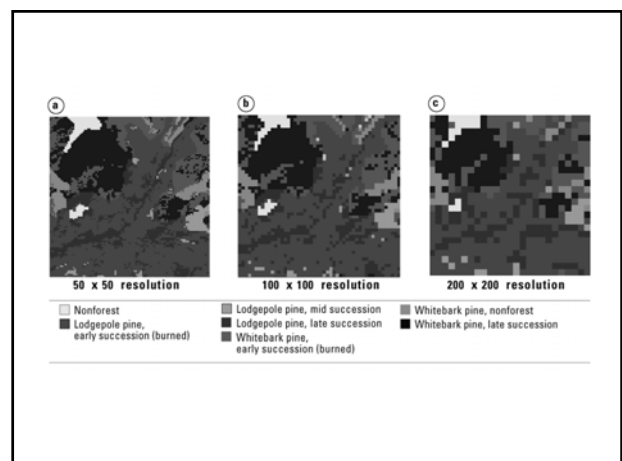 a b c
50 x 50 resolution 100 x 100 resolution 200 x 200 resolution
Nonforest
Lodgepole pine,
early succession (burned)
Lodgepole pine, mid succession
Lodgepole pine, late succession
Whitebark pine,
early succession (burned)
Whitebark pine, nonforest
Whitebark pine, late succession